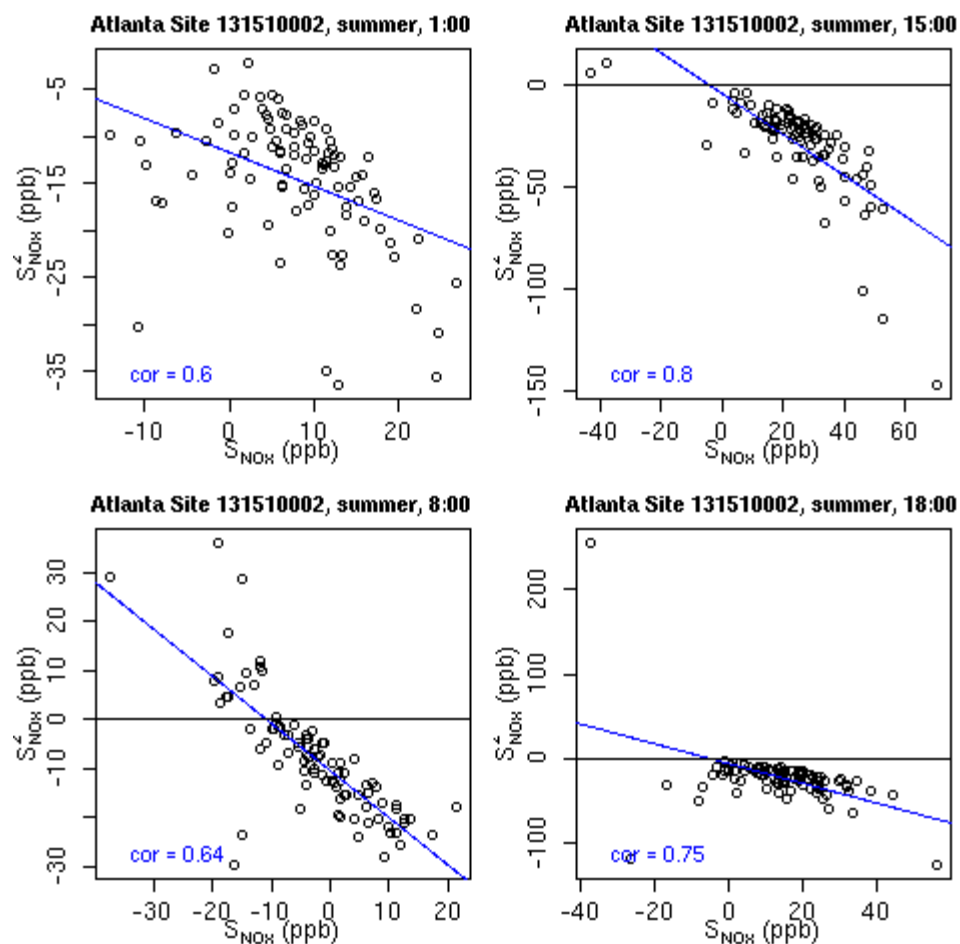 Atlanta Site 131510002, summer, 1:00
S²NOx (ppb)
-5
-15
-25
-35
cor = 0.6
-10 0 10 20
SNOx (ppb)
Atlanta Site 131510002, summer, 15:00
S²NOx (ppb)
0
-50
-100
-150
cor = 0.8
-40 -20 0 20 40 60
SNOx (ppb)
Atlanta Site 131510002, summer, 8:00
S²NOx (ppb)
30
20
10
0
-10
-30
cor = 0.64
-30 -20 -10 0 10 20
SNOx (ppb)
Atlanta Site 131510002, summer, 18:00
S²NOx (ppb)
200
100
0
-100
cor = 0.75
-40 -20 0 20 40
SNOx (ppb)